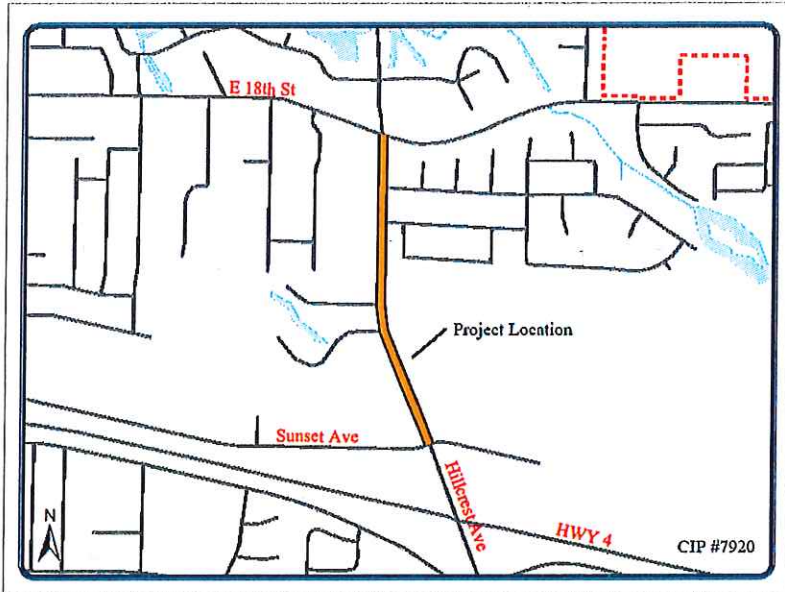 E 18th St
Project Location
Sunset Ave
Hillcrest Ave
HWY 4
N
CIP #7920